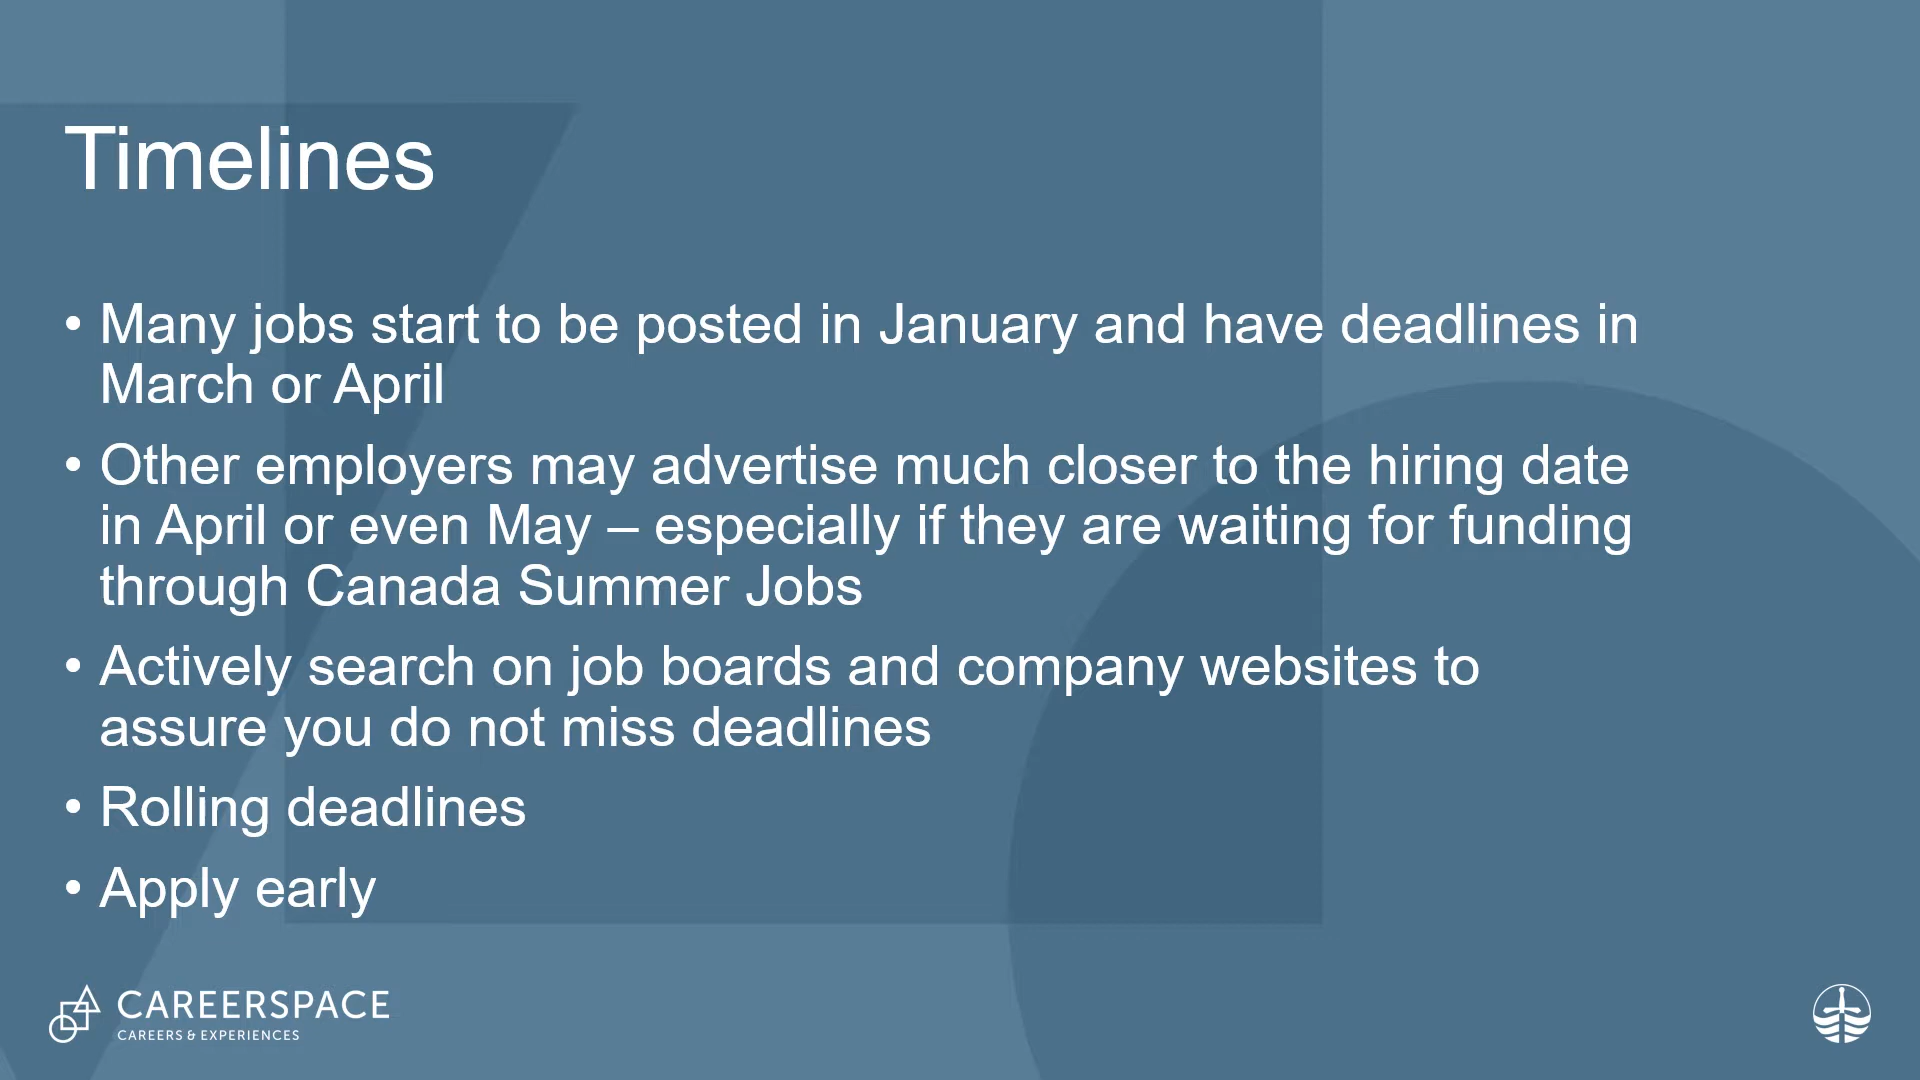 Timelines
• Many jobs start to be posted in January and have deadlines in
March or April
• Other employers may advertise much closer to the hiring date
in April or even May – especially if they are waiting for funding
through Canada Summer Jobs
• Actively search on job boards and company websites to
assure you do not miss deadlines
• Rolling deadlines
• Apply early
CAREERSPACE
CAREERS & EXPERIENCES